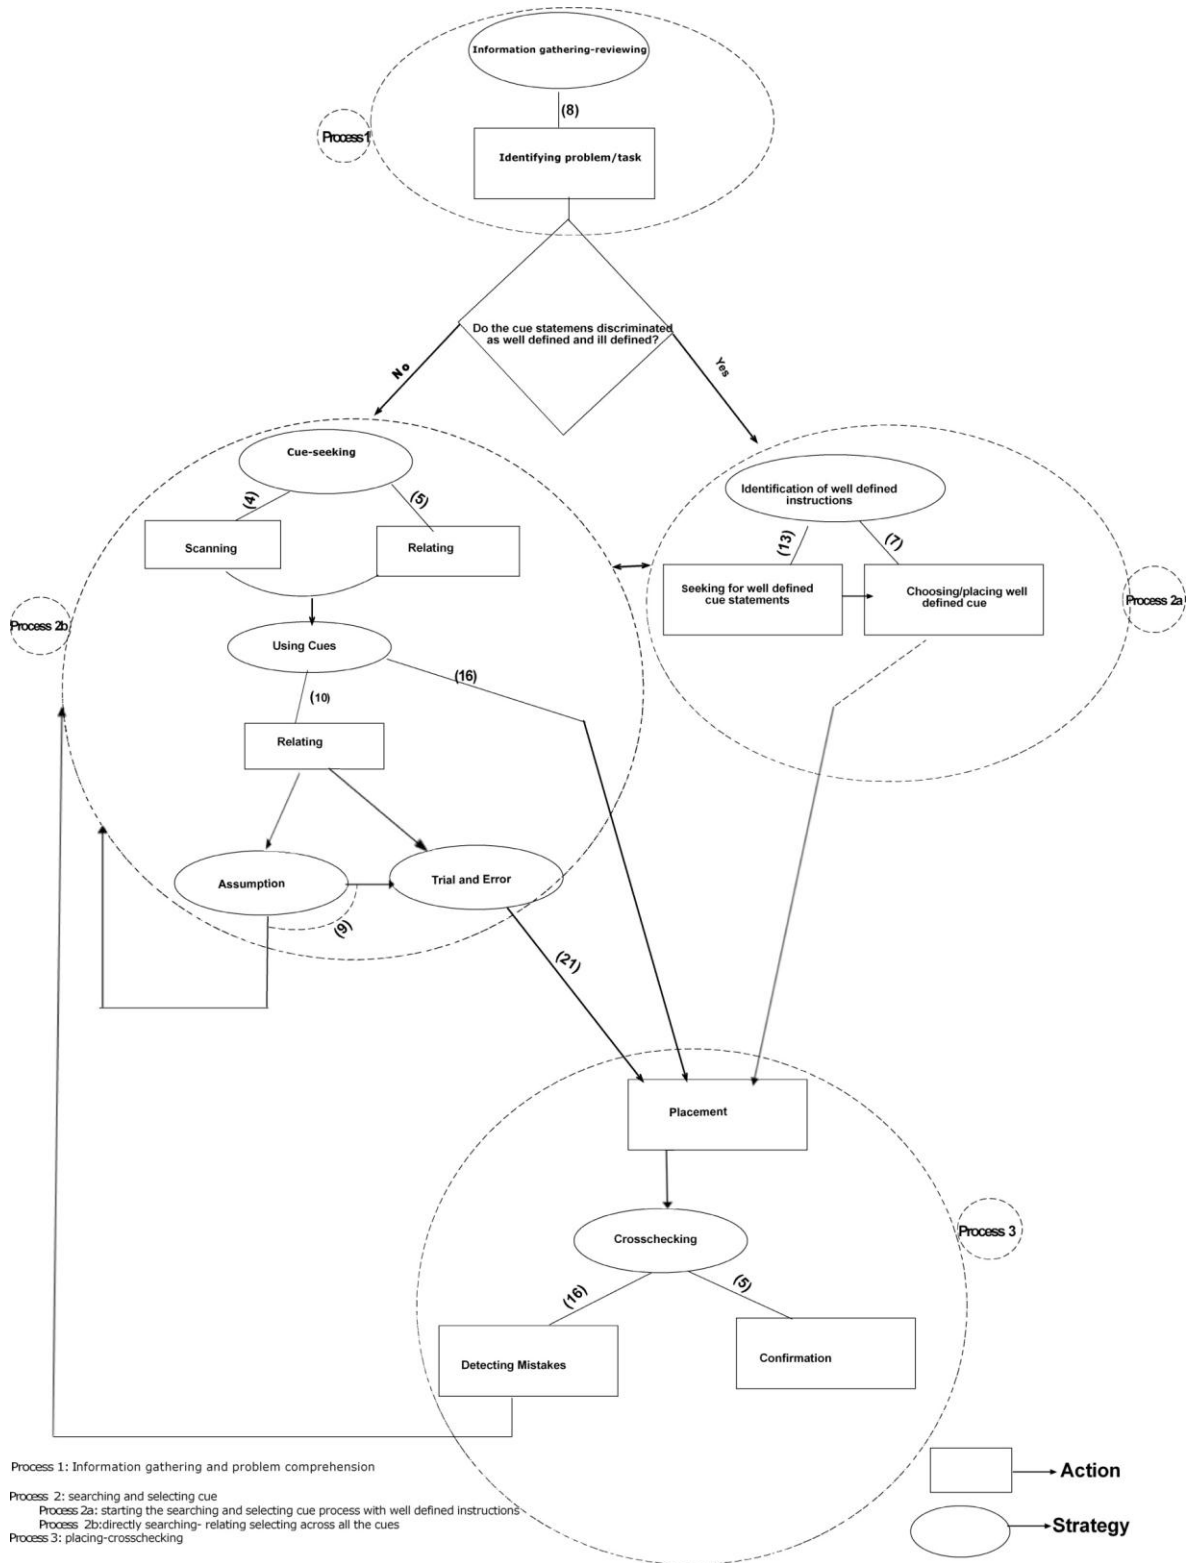 Information gathering-reviewing
(8)
Process 1
Identifying problem/task
Do the cue statemens discriminated
as well defined and ill defined?
No
Yes
Cue-seeking
(4)
(5)
Scanning
Relating
Identification of well defined
instructions
(13)
(7)
Seeking for well defined
cue statements
Choosing/placing well
defined cue
Process 2a
Process 2b
Using Cues
(16)
(10)
Relating
Assumption
Trial and Error
(9)
(21)
Placement
Crosschecking
Process 3
(16)
(5)
Detecting Mistakes
Confirmation
Process 1: Information gathering and problem comprehension
Process 2: searching and selecting cue
Process 2a: starting the searching and selecting cue process with well defined instructions
Process 2b:directly searching- relating selecting across all the cues
Process 3: placing-crosschecking
Action
Strategy